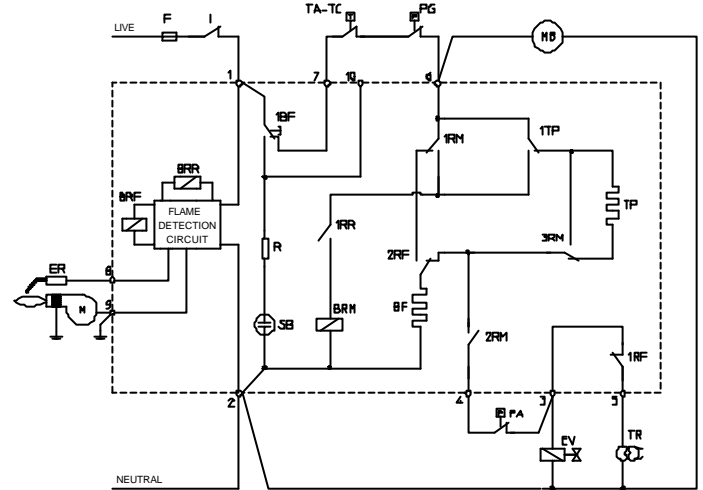 TA-TC
PG
F
I
LIVE
MB
1
7
10
6
1BF
1RM
1TP
BRR
BRF
FLAME
DETECTION
CIRCUIT
TP
1RR
R
2RF
3RM
ER
8
BF
M
9
SB
BRM
2RM
1RF
2
4
3
5
P
PA
EV
TR
NEUTRAL